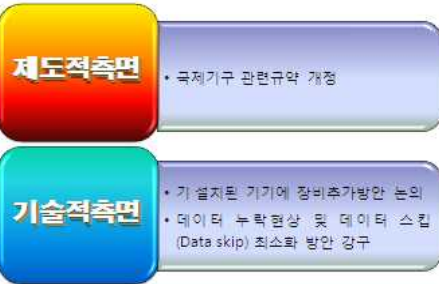 제도적측면
• 국제기구 관련규약 개정
기술적측면
• 기 설치된 기기에 장비추가방안 논의
• 데이터 누락현상 및 데이터 스킵
(Data skip) 최소화 방안 강구